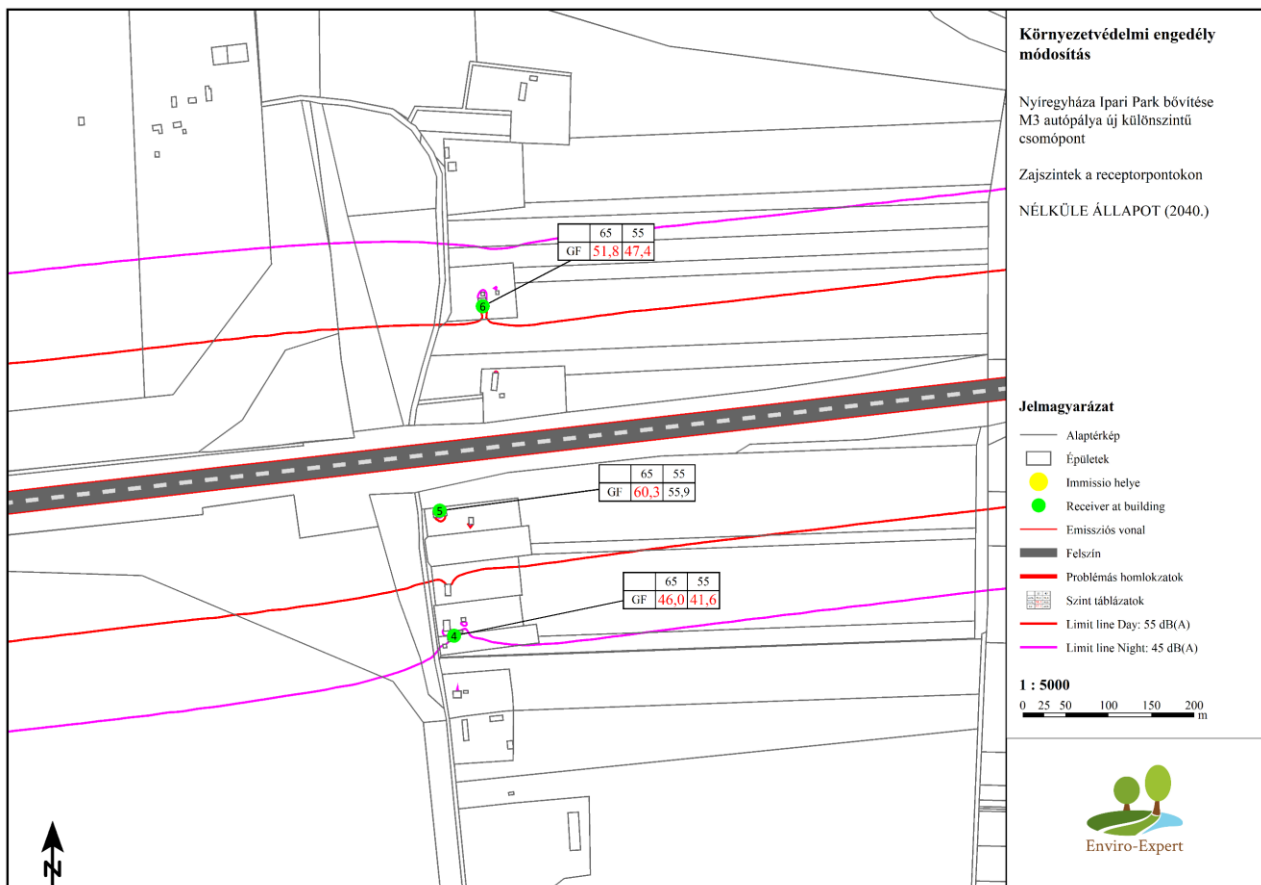 Környezetvédelmi engedély
módosítás
Nyíregyháza Ipari Park bővítése
M3 autópálya új különszintű
csomópont
Zajszintek a receptorpontokon
NÉLKÜLE ÁLLAPOT (2040.)
65 55
GF 51,8 47,4
6
65 55
GF 60,3 55,9
5
65 55
GF 46,0 41,6
4
Jelmagyarázat
Alaptérkép
Épületek
Immissio helye
Receiver at building
Emissziós vonal
Felszín
Problémás homlokzatok
Szint táblázatok
Limit line Day: 55 dB(A)
Limit line Night: 45 dB(A)
1 : 5000
0 25 50 100 150 200
m
N
Enviro-Expert